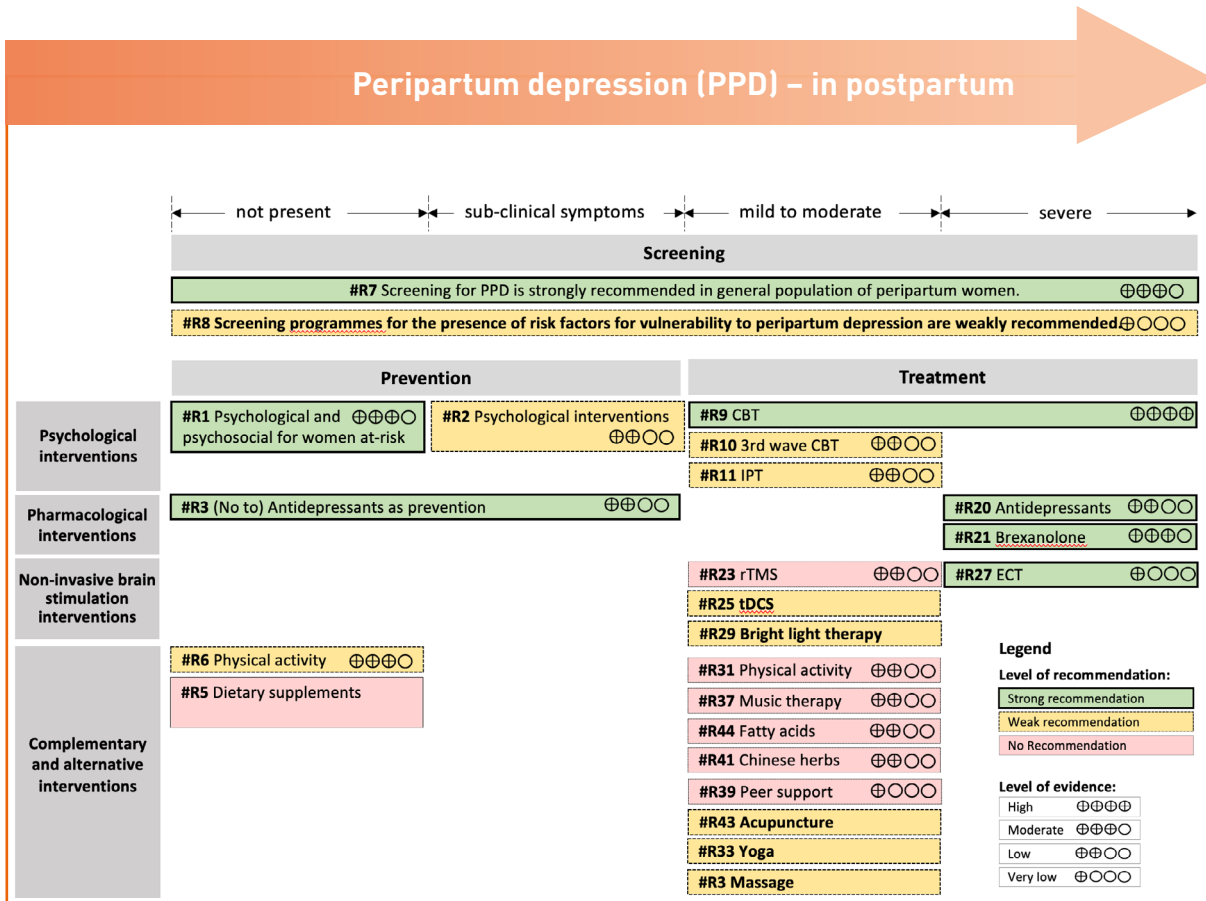 Peripartum depression (PPD) – in postpartum
not present
sub-clinical symptoms
mild to moderate
severe
Screening
#R7 Screening for PPD is strongly recommended in general population of peripartum women. ⊕⊕⊕○
#R8 Screening programmes for the presence of risk factors for vulnerability to peripartum depression are weakly recommended. ⊕○○○
Prevention
Treatment
Psychological
interventions
#R1 Psychological and ⊕⊕⊕○
psychosocial for women at-risk
#R2 Psychological interventions
⊕⊕○○
#R9 CBT ⊕⊕⊕⊕
#R10 3rd wave CBT ⊕⊕○○
#R11 IPT ⊕⊕○○
Pharmacological
interventions
#R3 (No to) Antidepressants as prevention ⊕⊕○○
#R20 Antidepressants ⊕⊕○○
#R21 Brexanolone ⊕⊕⊕○
Non-invasive brain
stimulation
interventions
#R23 rTMS ⊕⊕○○
#R27 ECT ⊕○○○
#R25 tDCS
#R29 Bright light therapy
Complementary
and alternative
interventions
#R6 Physical activity ⊕⊕⊕○
#R5 Dietary supplements
#R31 Physical activity ⊕⊕○○
#R37 Music therapy ⊕⊕○○
#R44 Fatty acids ⊕⊕○○
#R41 Chinese herbs ⊕⊕○○
#R39 Peer support ⊕○○○
#R43 Acupuncture
#R33 Yoga
#R3 Massage
Legend
Level of recommendation:
Strong recommendation
Weak recommendation
No Recommendation
Level of evidence:
High ⊕⊕⊕⊕
Moderate ⊕⊕⊕○
Low ⊕⊕○○
Very low ⊕○○○